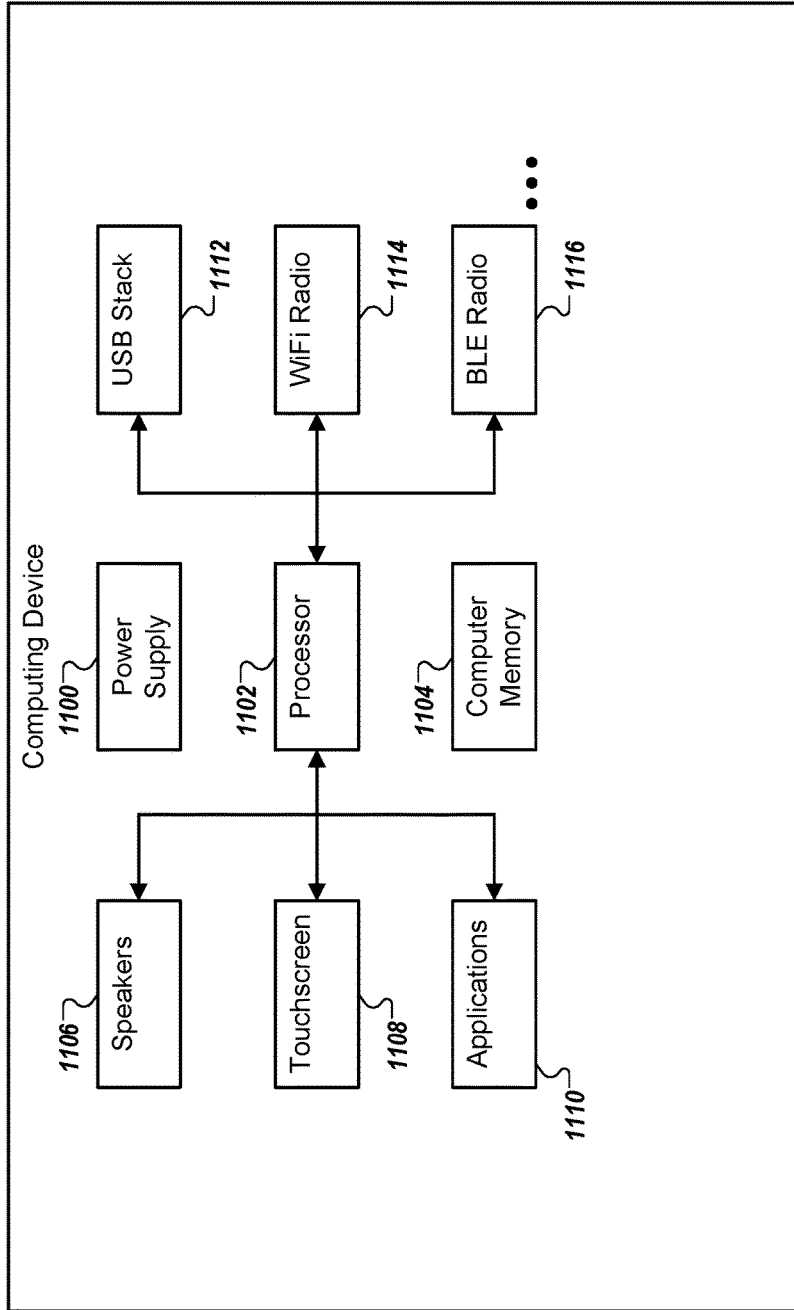 Computing Device
1106
Speakers
1100
Power
Supply
USB Stack
1112
Touchscreen
1108
1102
Processor
WiFi Radio
1114
Applications
1110
1104
Computer
Memory
BLE Radio
1116